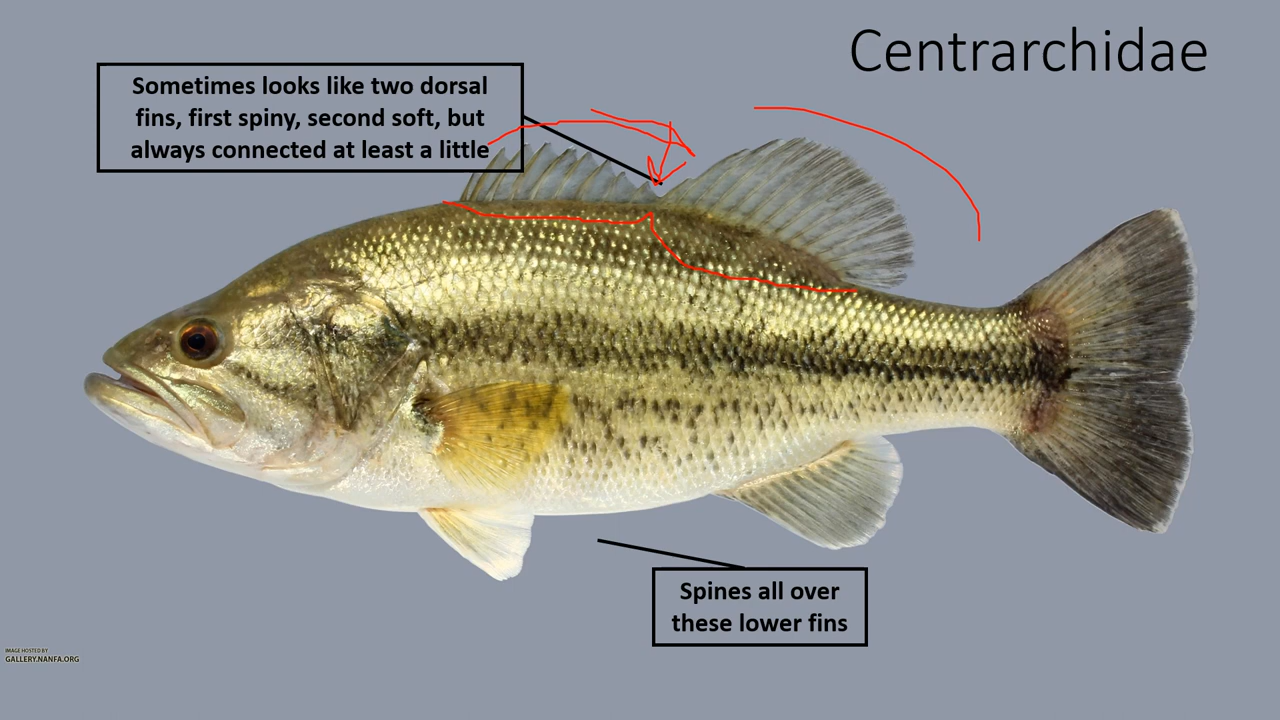 Centrarchidae
Sometimes looks like two dorsal
fins, first spiny, second soft, but
always connected at least a little
Spines all over
these lower fins
IMAGE HOSTED BY
GALLERY.NANFA.ORG